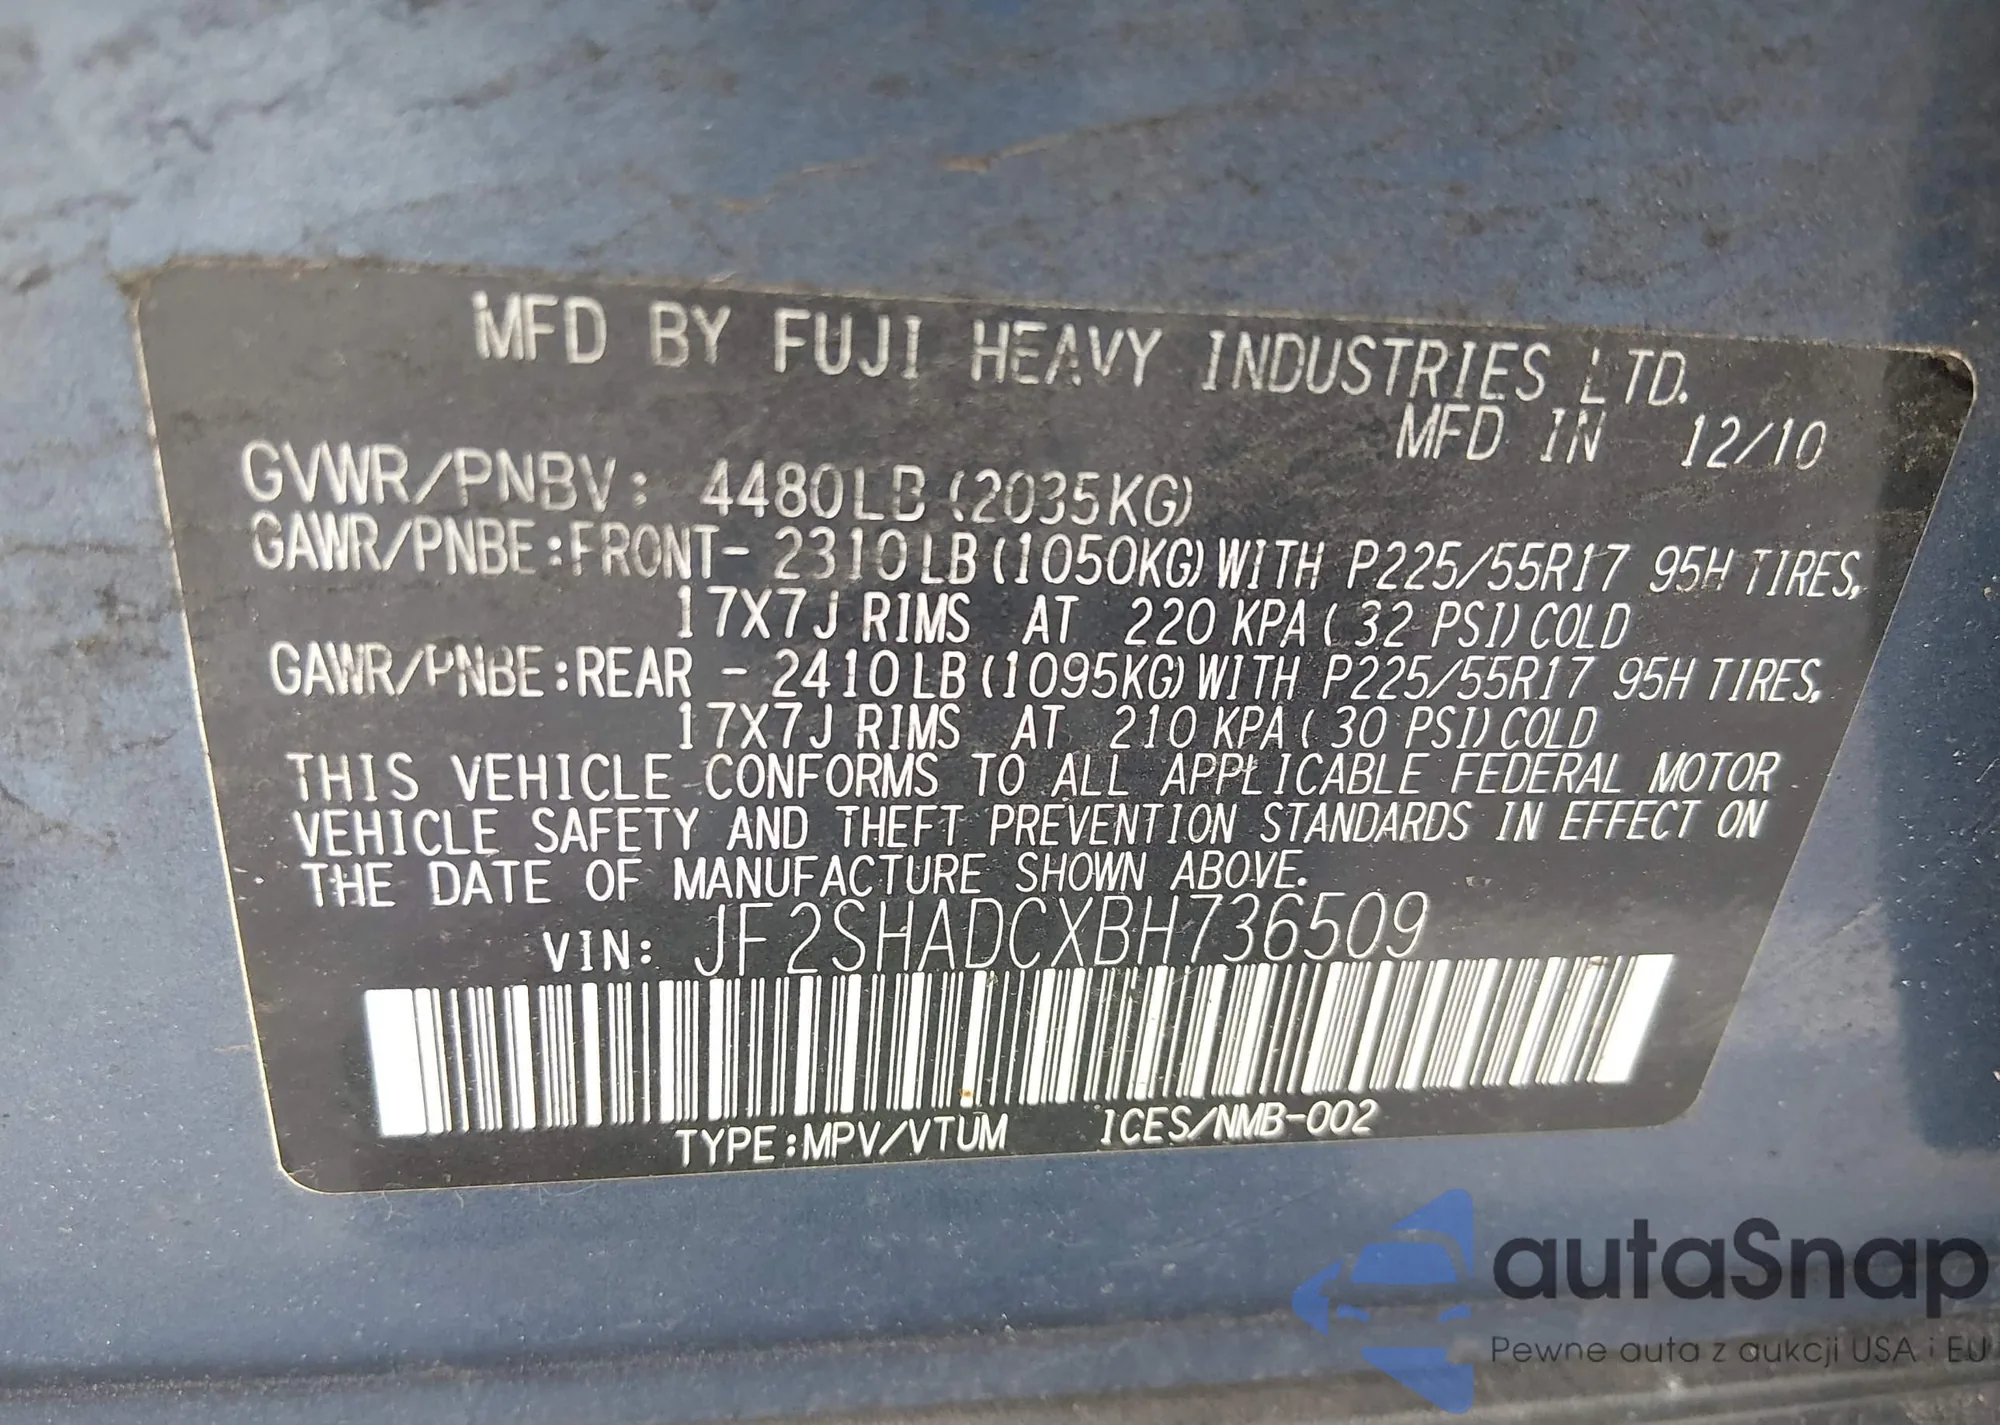 MFD BY FUJI HEAVY INDUSTRIES LTD.
MFD IN 12/10
GVWR/PNBV: 4480LB (2035KG)
GAWR/PNBE:FRONT- 2310LB(1050KG)WITH P225/55R17 95H TIRES,
17X7J RIMS AT 220 KPA(32 PSI)COLD
GAWR/PNBE:REAR - 2410LB(1095KG)WITH P225/55R17 95H TIRES,
17X7J RIMS AT 210 KPA(30 PSI)COLD
THIS VEHICLE CONFORMS TO ALL APPLICABLE FEDERAL MOTOR
VEHICLE SAFETY AND THEFT PREVENTION STANDARDS IN EFFECT ON
THE DATE OF MANUFACTURE SHOWN ABOVE.
VIN: JF2SHADCXBH736509
TYPE:MPV/VTUM ICES/NMB-002
autaSnap
Pewne auta z aukcji USA i EU